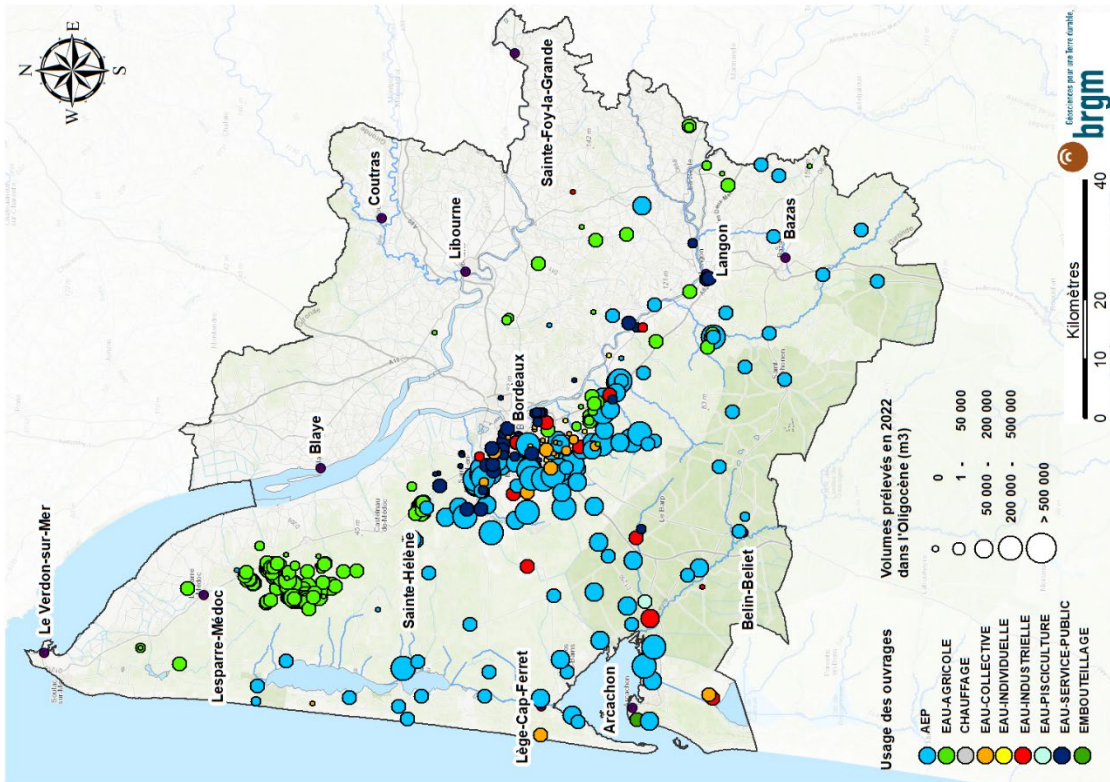 N
W
E
S
Le Verdon-sur-Mer
Lesparre-Médoc
Blaye
Coutras
Sainte-Hélène
Libourne
Bordeaux
Sainte-Foy-la-Grande
Lège-Cap-Ferret
Arcachon
Langon
Bazas
Belin-Beliet
Usage des ouvrages
AEP
EAU-AGRICOLE
CHAUFFAGE
EAU-COLLECTIVE
EAU-INDIVIDUELLE
EAU-INDUSTRIELLE
EAU-PISCICULTURE
EAU-SERVICE-PUBLIC
EMBOUTEILLAGE
Volumes prélevés en 2022
dans l'Oligocène (m3)
0
1 - 50 000
50 000 - 200 000
200 000 - 500 000
> 500 000
0 10 20 40
Kilomètres
Géosciences pour une Terre durable
brgm